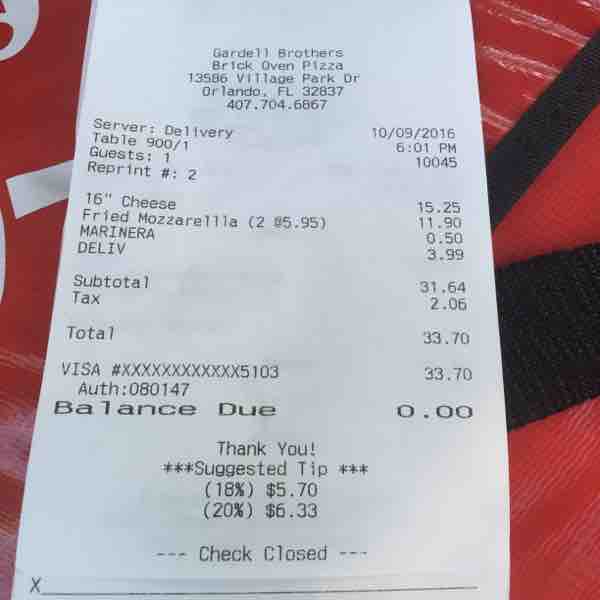 Gardell Brothers
Brick Oven Pizza
13586 Village Park Dr
Orlando, FL 32837
407.704.6867
Server: Delivery 10/09/2016
Table 900/1 6:01 PM
Guests: 1 10045
Reprint #: 2
16" Cheese 15.25
Fried Mozzarellla (2 @5.95) 11.90
MARINERA 0.50
DELIV 3.99
Subtotal 31.64
Tax 2.06
Total 33.70
VISA #XXXXXXXXXXXX5103 33.70
Auth:080147
Balance Due 0.00
Thank You!
***Suggested Tip ***
(18%) $5.70
(20%) $6.33
--- Check Closed ---
X